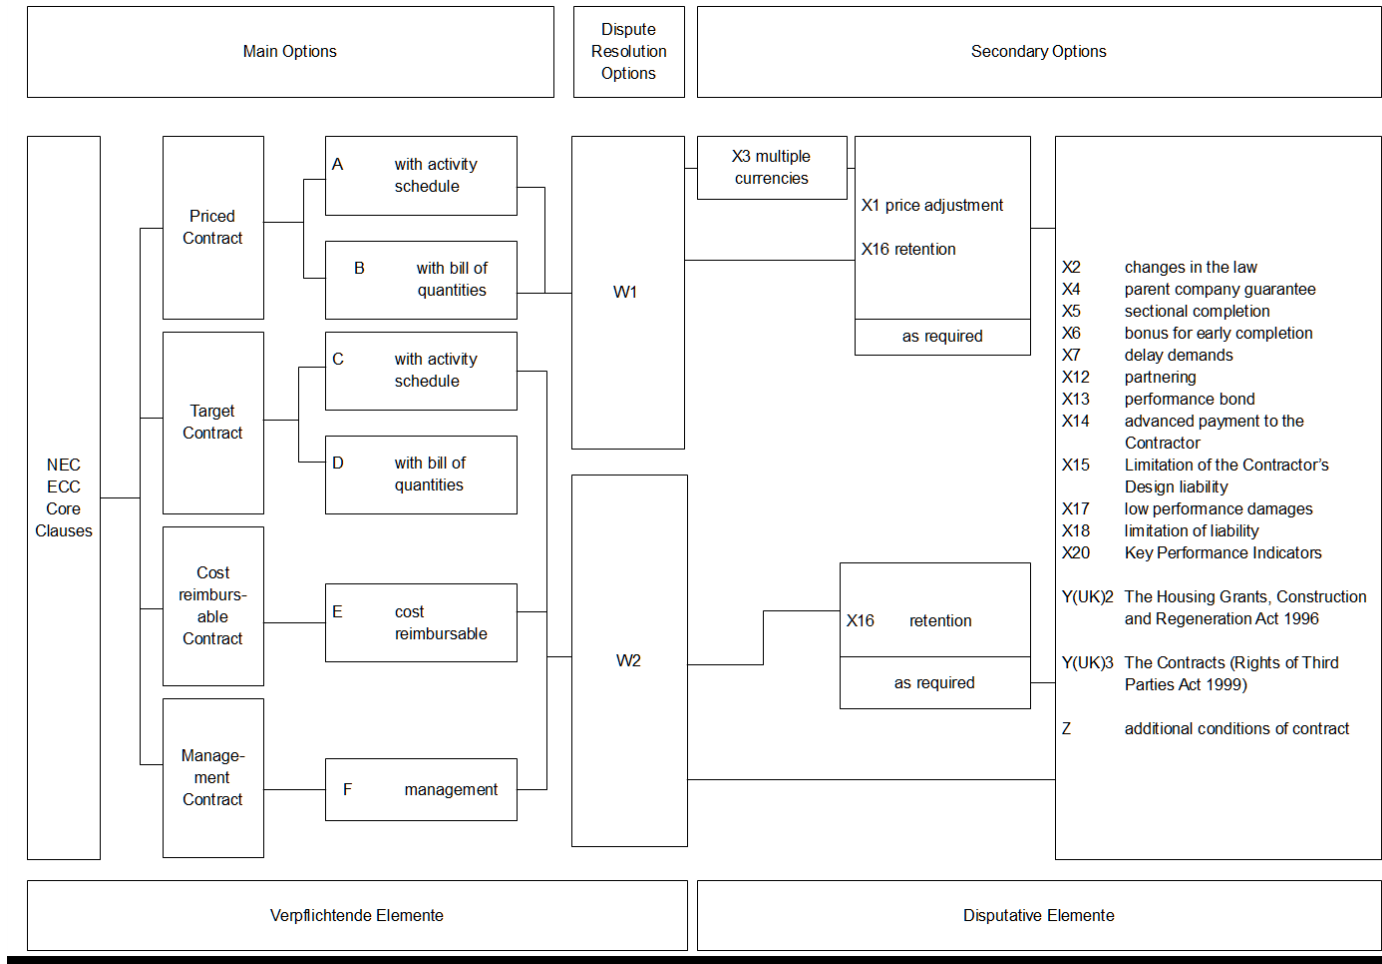 Main Options
Dispute
Resolution
Options
Secondary Options
NEC
ECC
Core
Clauses
Priced
Contract
Target
Contract
Cost
reimburs-
able
Contract
Manage-
ment
Contract
A with activity
schedule
B with bill of
quantities
C with activity
schedule
D with bill of
quantities
E cost
reimbursable
F management
W1
W2
X3 multiple
currencies
X1 price adjustment
X16 retention
as required
X16 retention
as required
X2 changes in the law
X4 parent company guarantee
X5 sectional completion
X6 bonus for early completion
X7 delay demands
X12 partnering
X13 performance bond
X14 advanced payment to the
Contractor
X15 Limitation of the Contractor's
Design liability
X17 low performance damages
X18 limitation of liability
X20 Key Performance Indicators
Y(UK)2 The Housing Grants, Construction
and Regeneration Act 1996
Y(UK)3 The Contracts (Rights of Third
Parties Act 1999)
Z additional conditions of contract
Verpflichtende Elemente
Disputative Elemente